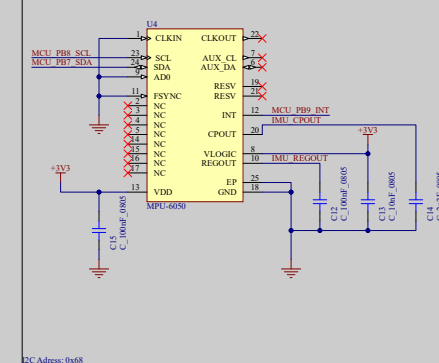 U4
1 CLKIN CLKOUT 22
MCU_PB8_SCL 23 SCL AUX_CL 7
MCU_PB7_SDA 24 SDA AUX_DA 6
9 AD0
RESV 19
11 FSYNC RESV 21
2 NC
3 NC INT 12 MCU_PB9_INT
4 NC IMU_CPOUT
5 NC CPOUT 20 +3V3
14 NC
15 NC VLOGIC 8
16 NC REGOUT 10 IMU_REGOUT
17 NC
+3V3 EP 25
13 VDD GND 18
MPU-6050
C15
C_100nF_0805
C12
C_100nF_0805
C13
C_10nF_0805
C14
I2C Adress: 0x68